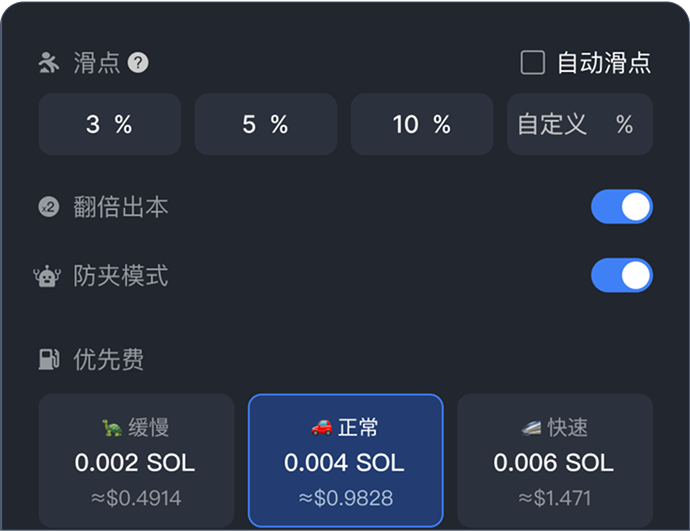 滑点 ? 自动滑点
3 % 5 % 10 % 自定义 %
x2 翻倍出本
防夹模式
优先费
缓慢 正常 快速
0.002 SOL 0.004 SOL 0.006 SOL
≈$0.4914 ≈$0.9828 ≈$1.471